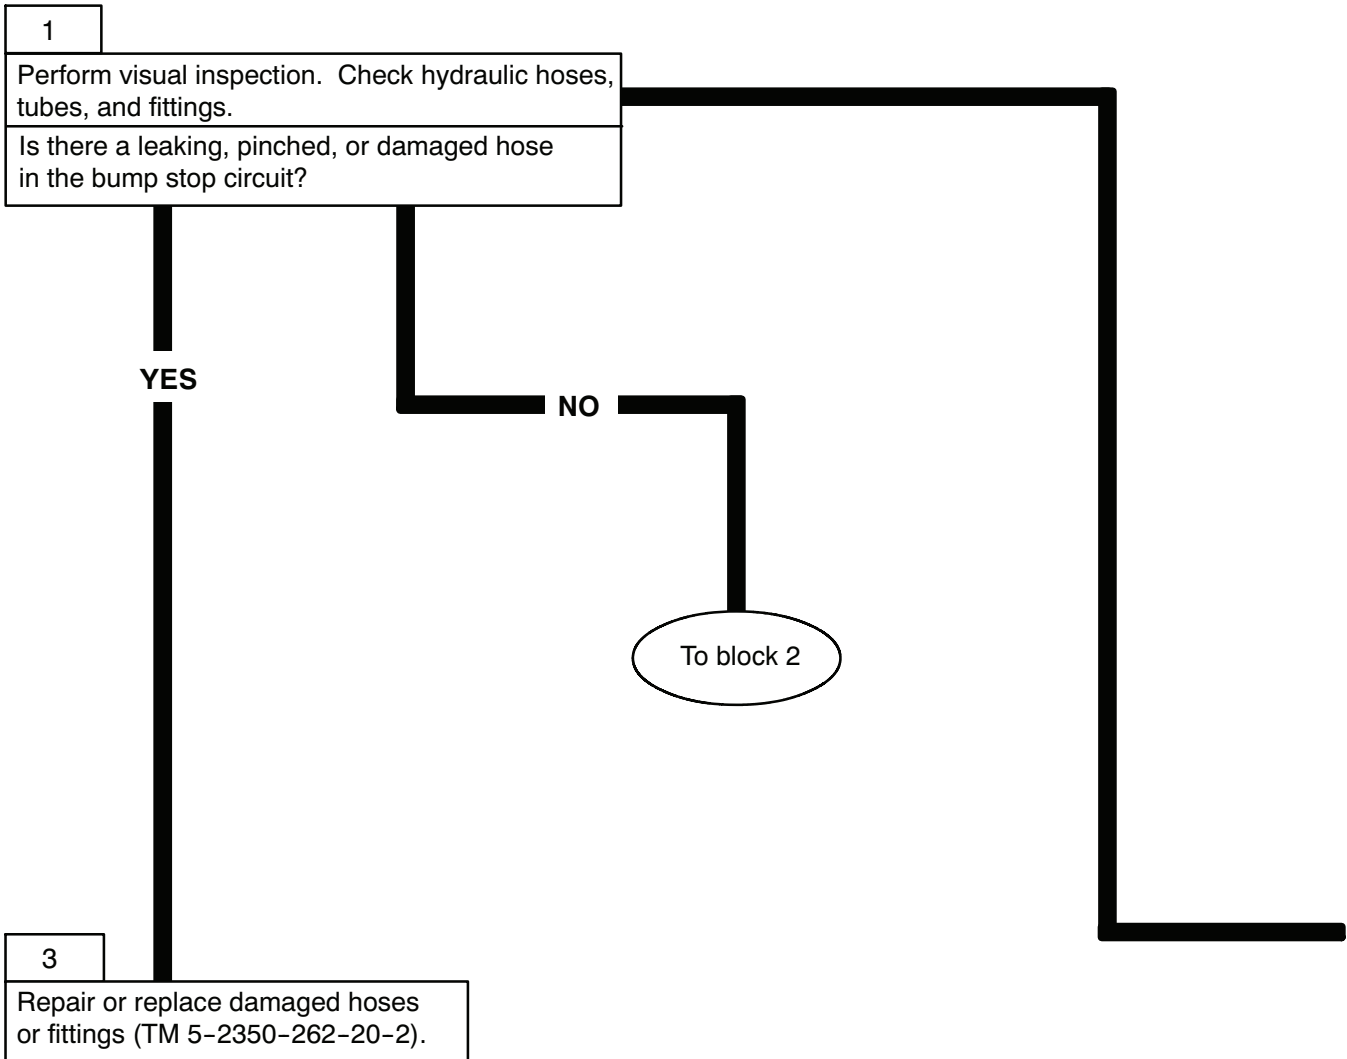 1
Perform visual inspection.  Check hydraulic hoses,
tubes, and fittings.
Is there a leaking, pinched, or damaged hose
in the bump stop circuit?
YES
NO
To block 2
3
Repair or replace damaged hoses
or fittings (TM 5-2350-262-20-2).